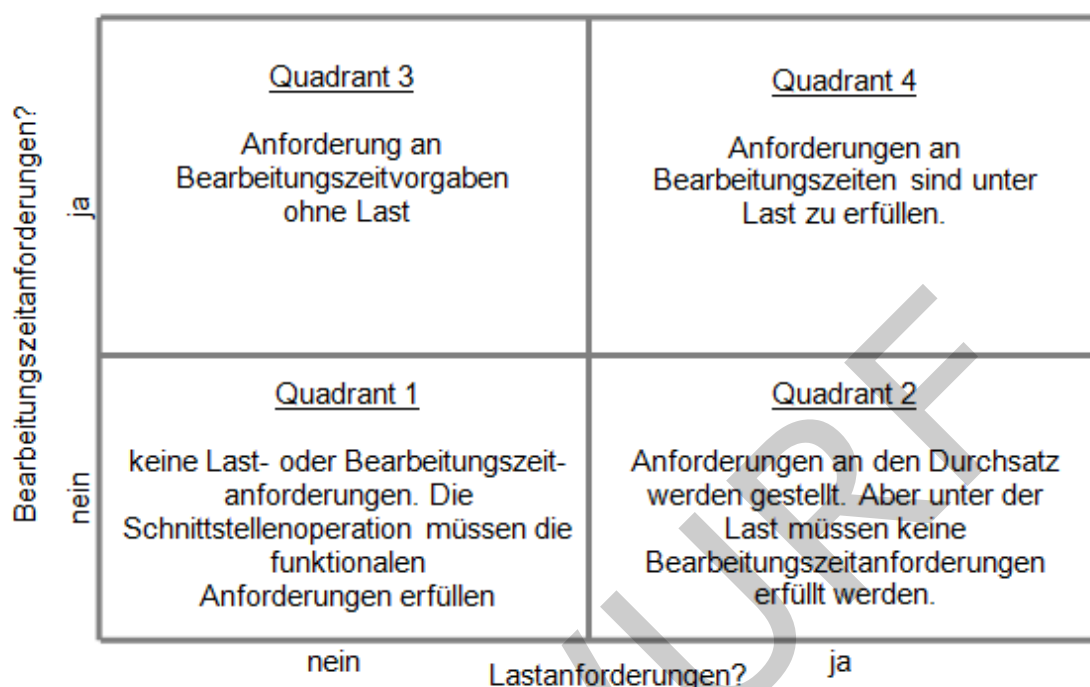 Bearbeitungszeitanforderungen?
ja
nein
Quadrant 3
Anforderung an
Bearbeitungszeitvorgaben
ohne Last
Quadrant 4
Anforderungen an
Bearbeitungszeiten sind unter
Last zu erfüllen.
Quadrant 1
keine Last- oder Bearbeitungszeit-
anforderungen. Die
Schnittstellenoperation müssen die
funktionalen
Anforderungen erfüllen
Quadrant 2
Anforderungen an den Durchsatz
werden gestellt. Aber unter der
Last müssen keine
Bearbeitungszeitanforderungen
erfüllt werden.
nein
Lastanforderungen?
ja
URF